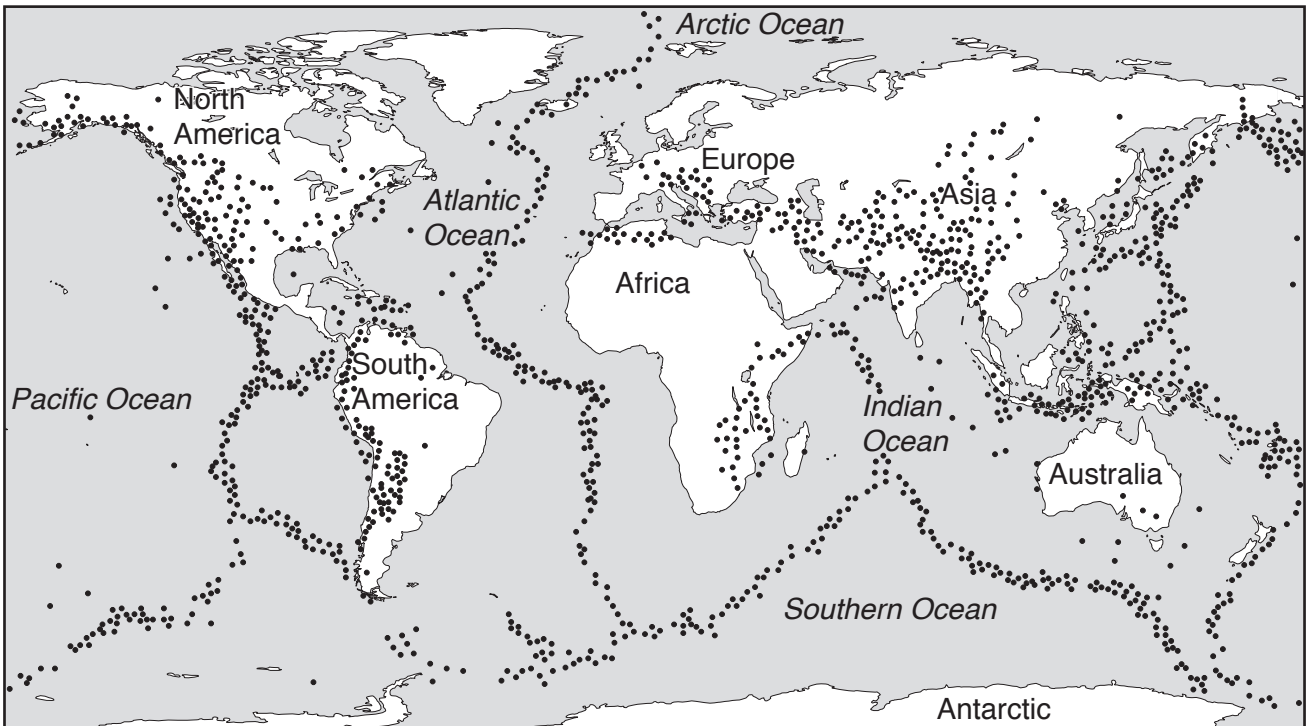 Arctic Ocean
North
America
Europe
Atlantic
Ocean
Asia
Africa
South
America
Pacific Ocean
Indian
Ocean
Australia
Southern Ocean
Antarctic